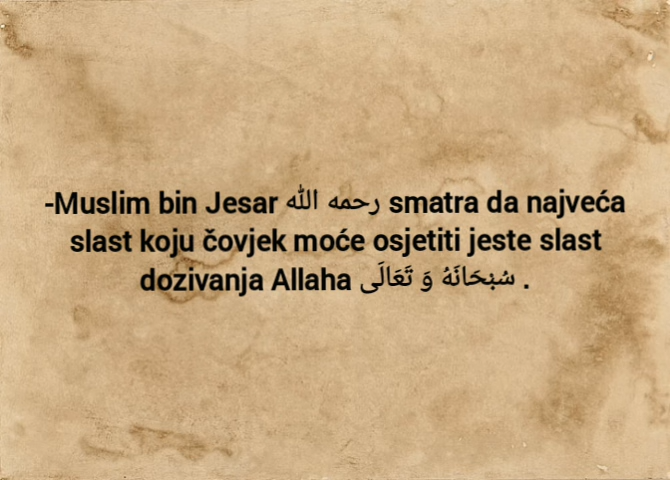 -Muslim bin Jesar رحمه الله smatra da najveća
slast koju čovjek moće osjetiti jeste slast
dozivanja Allaha سُبْحَانَهُ وَ تَعَالَى .